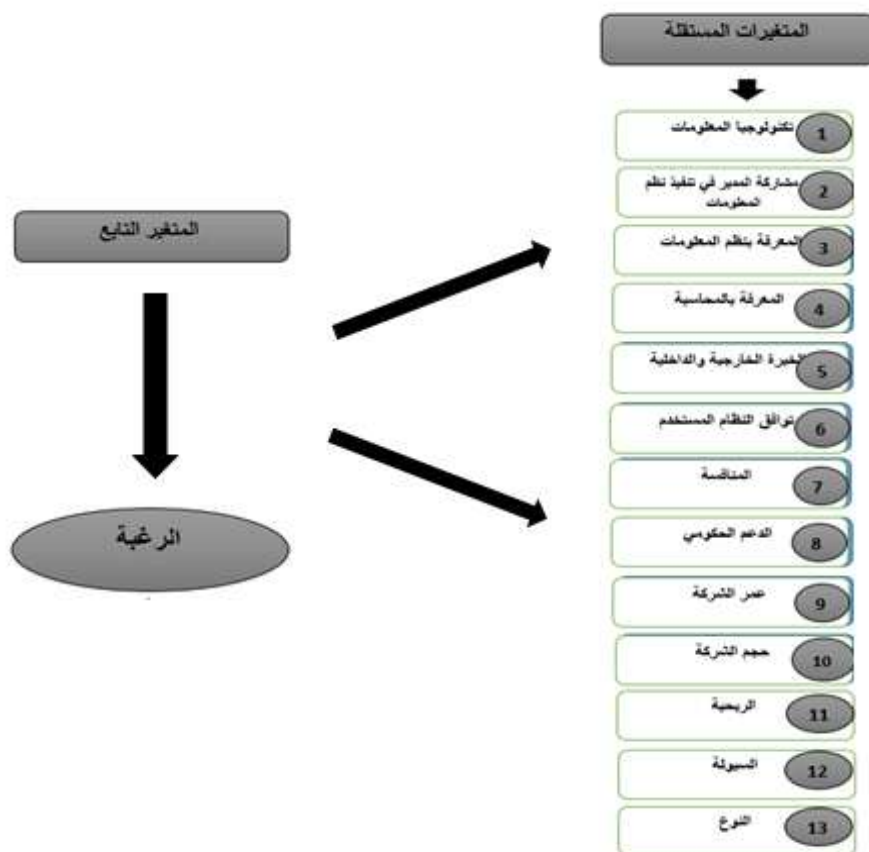 المتغيرات المستقلة
1 تكنولوجيا المعلومات
2 مشاركة المدير في تنفيذ نظم
المعلومات
3 المعرفة بنظم المعلومات
4 المعرفة بالمحاسبة
5 الخبرة الخارجية والداخلية
6 توافق النظام المستخدم
7 المنافسة
8 الدعم الحكومي
9 عمر الشركة
10 حجم الشركة
11 الربحية
12 السيولة
13 النوع
المتغير التابع
الرغبة